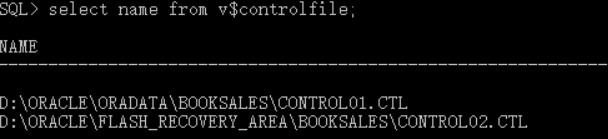 SQL> select name from v$controlfile;
NAME
--------------------------------------------------------------------------------
D:\ORACLE\ORADATA\BOOKSALES\CONTROL01.CTL
D:\ORACLE\FLASH_RECOVERY_AREA\BOOKSALES\CONTROL02.CTL